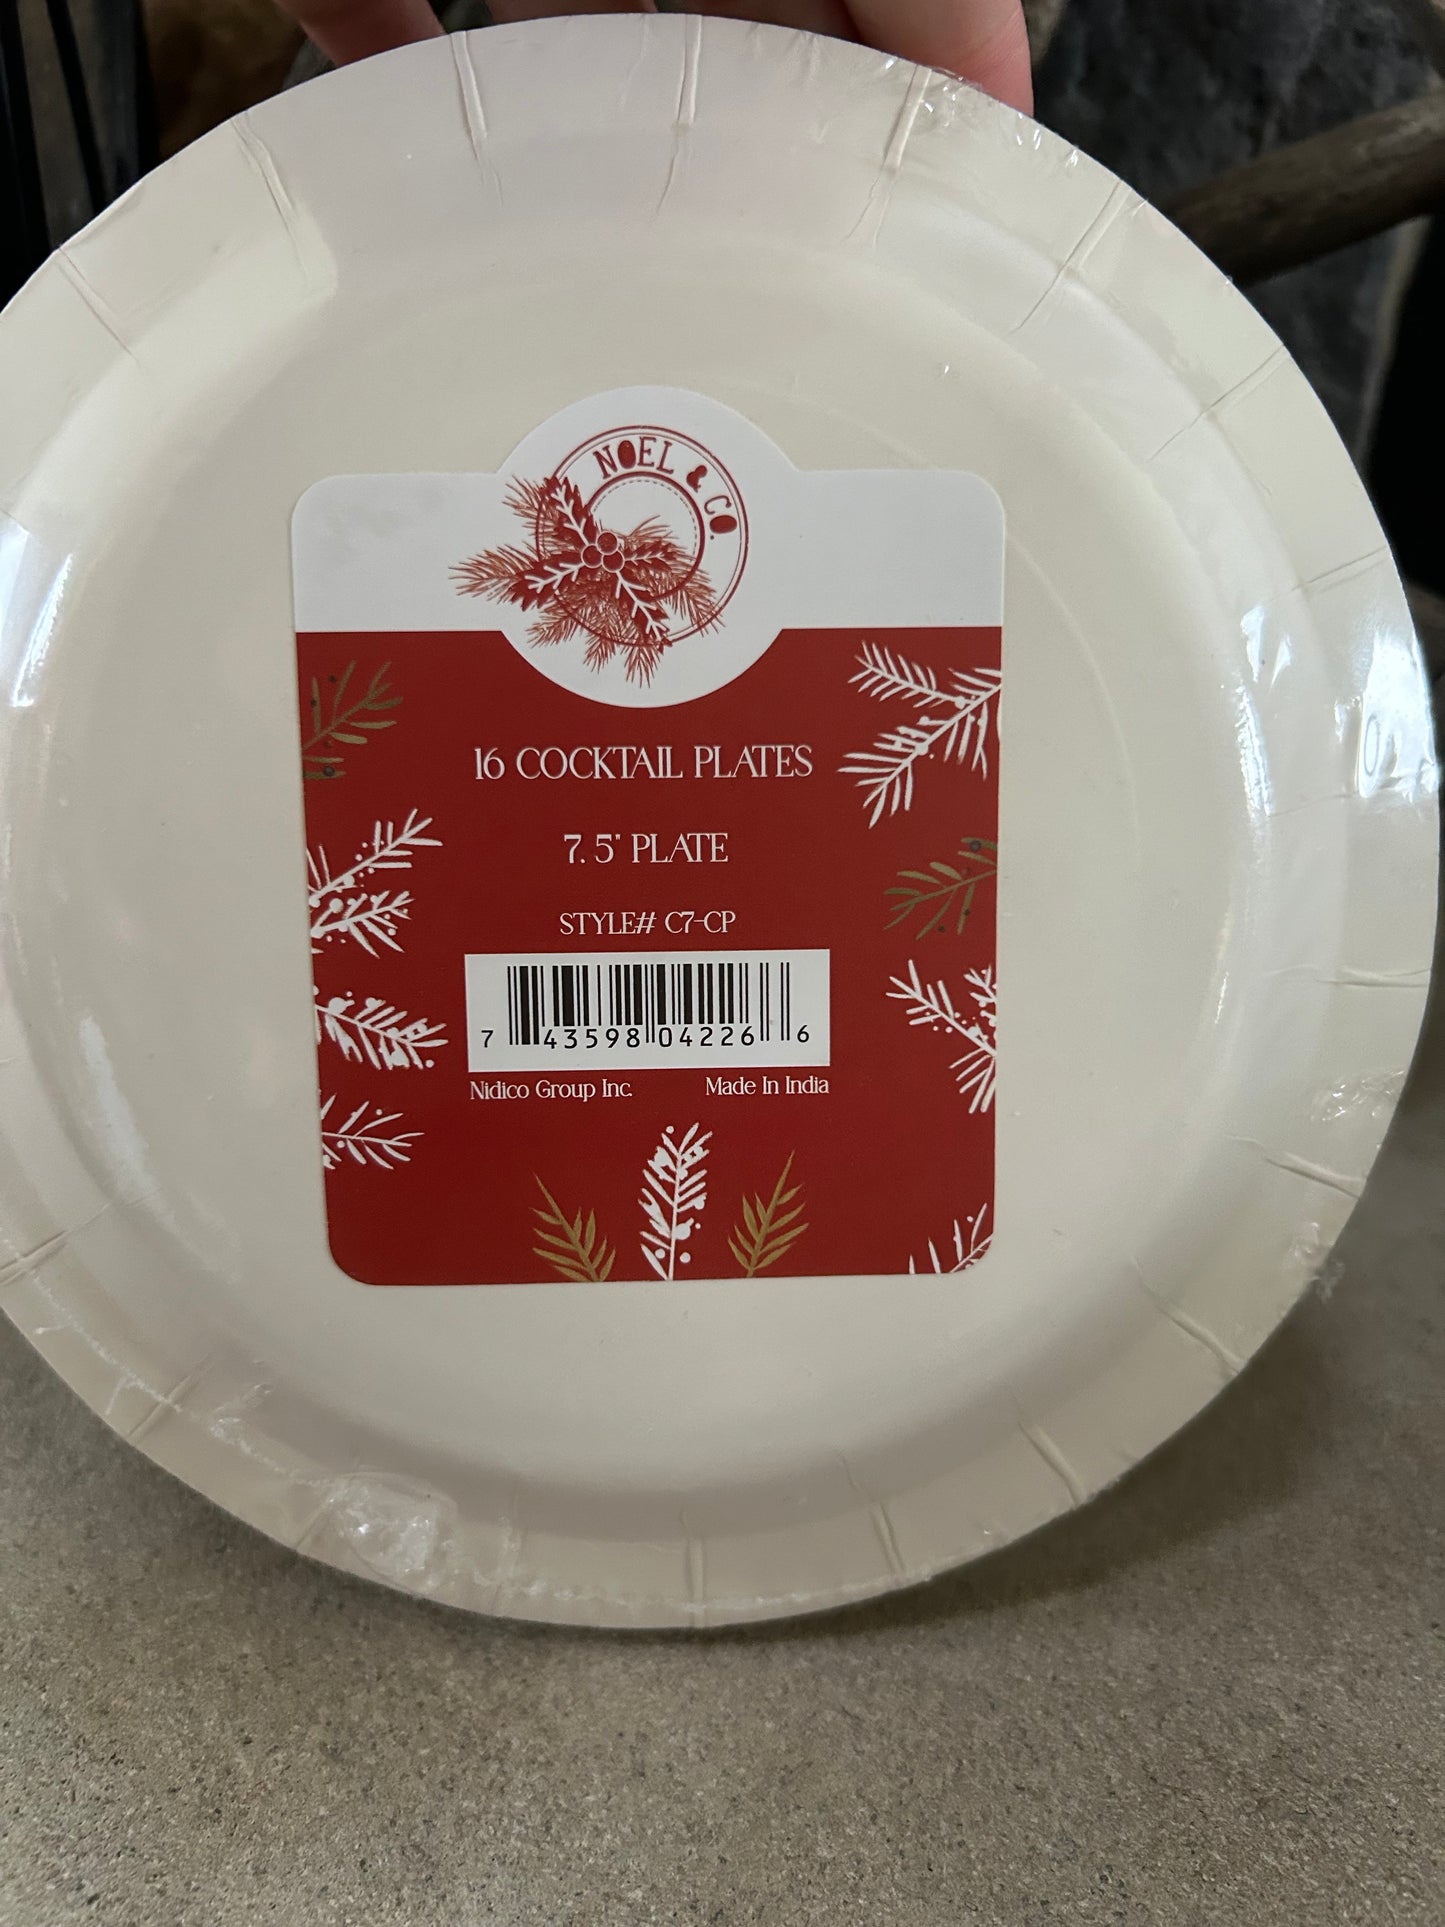 NOEL & CO.
16 COCKTAIL PLATES
7. 5" PLATE
STYLE# C7-CP
7 43598 04226 6
Nidico Group Inc. Made In India